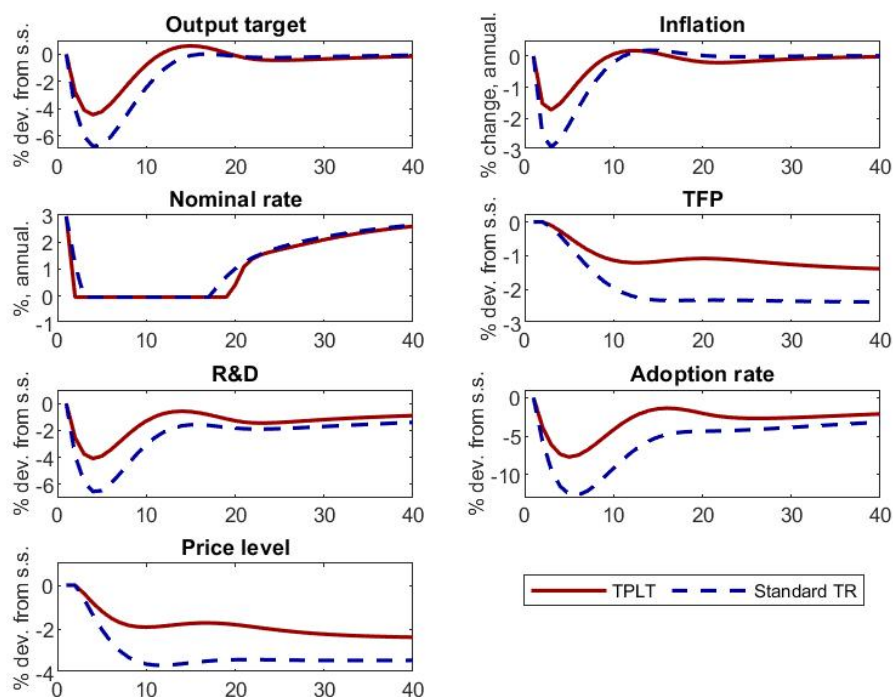 Output target
% dev. from s.s.
0
-2
-4
-6
0 10 20 30 40
Inflation
% change, annual.
0
-1
-2
-3
0 10 20 30 40
Nominal rate
%, annual.
3
2
1
0
-1
0 10 20 30 40
TFP
% dev. from s.s.
0
-1
-2
-3
0 10 20 30 40
R&D
% dev. from s.s.
0
-2
-4
-6
0 10 20 30 40
Adoption rate
% dev. from s.s.
0
-5
-10
0 10 20 30 40
Price level
% dev. from s.s.
0
-2
-4
0 10 20 30 40
TPLT Standard TR